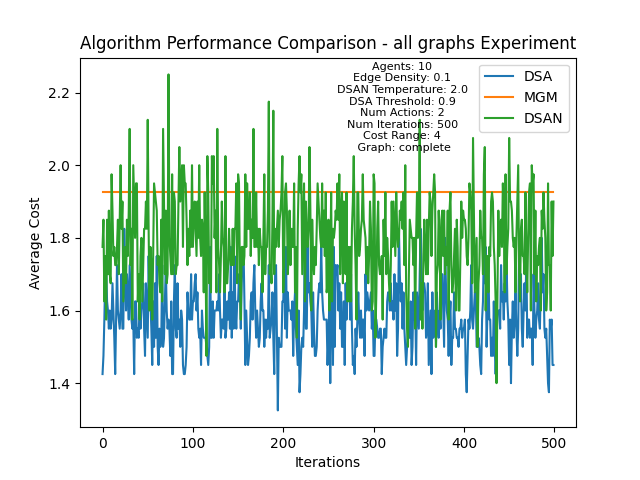 Algorithm Performance Comparison - all graphs Experiment
Agents: 10
Edge Density: 0.1
DSAN Temperature: 2.0
DSA Threshold: 0.9
Num Actions: 2
Num Iterations: 500
Cost Range: 4
Graph: complete
DSA
MGM
DSAN
Average Cost
2.2
2.0
1.8
1.6
1.4
0
100
200
300
400
500
Iterations